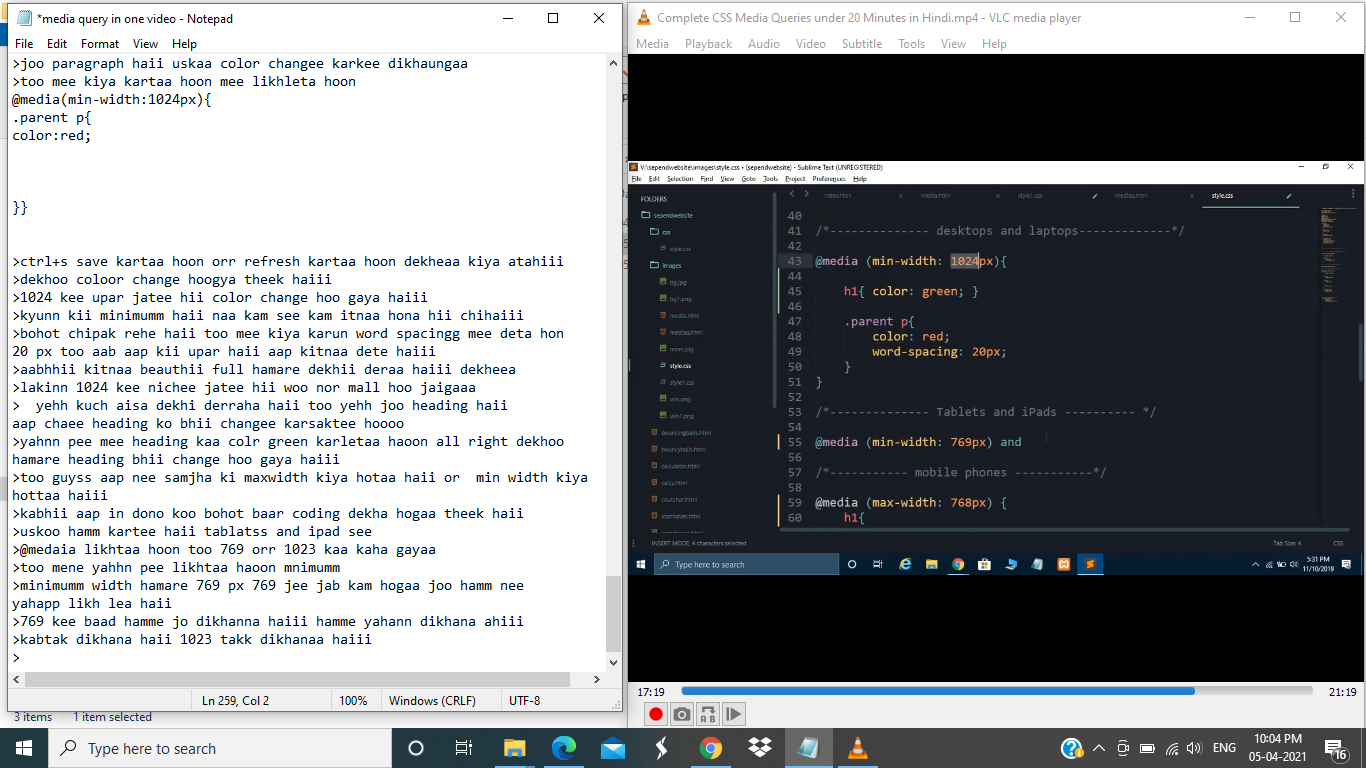 *media query in one video - Notepad
File Edit Format View Help
>joo paragraph haii uskaa color changee karkee dikhaungaa
>too mee kiya kartaa hoon mee likhleta hoon
@media(min-width:1024px){
.parent p{
color:red;
}}
>ctrl+s save kartaa hoon orr refresh kartaa hoon dekheaa kiya atahiii
>dekhoo coloor change hoogya theek haiii
>1024 kee upar jatee hii color change hoo gaya haiii
>kyunn kii minimumm haii naa kam see kam itnaa hona hii chihaiii
>bohot chipak rehe haii too mee kiya karun word spacingg mee deta hon
20 px too aab aap kii upar haii aap kitnaa dete haiii
>aabhhii kitnaa beauthii full hamare dekhii deraa haiii dekheea
>lakinn 1024 kee nichee jatee hii woo nor mall hoo jaigaaa
>  yehh kuch aisa dekhi derraha haii too yehh joo heading haii
aap chaee heading ko bhii changee karsaktee hoooo
>yahnn pee mee heading kaa colr green karletaa haoon all right dekhoo
hamare heading bhii change hoo gaya haiii
>too guyss aap nee samjha ki maxwidth kiya hotaa haii or  min width kiya
hottaa haiii
>kabhii aap in dono koo bohot baar coding dekha hogaa theek haii
>uskoo hamm kartee haii tablatss and ipad see
>@medaia likhtaa hoon too 769 orr 1023 kaa kaha gayaa
>too mene yahhn pee likhtaa haoon mnimumm
>minimumm width hamare 769 px 769 jee jab kam hogaa joo hamm nee
yahapp likh lea haii
>769 kee baad hamme jo dikhanna haiii hamme yahann dikhana ahiii
>kabtak dikhana haii 1023 takk dikhanaa haiii
>
Ln 259, Col 2 100% Windows (CRLF) UTF-8
3 items 1 item selected
Complete CSS Media Queries under 20 Minutes in Hindi.mp4 - VLC media player
Media Playback Audio Video Subtitle Tools View Help
V:\sependwebsite\images\style.css - (sependwebsite) - Sublime Text (UNREGISTERED)
File Edit Selection Find View Goto Tools Project Preferences Help
index.html media.html style1.css mediaq.html style.css
FOLDERS
sependwebsite
css
style.css
images
bg.jpg
bg1.png
media.html
mediaq.html
mom.jpg
style.css
style1.css
win.png
win1.png
bouncingballs.html
bouncyballs.html
calculator.html
calcy.html
coutchar.html
iconhover.html
40
41 /*-------------- desktops and laptops-------------*/
42
43 @media (min-width: 1024px){
44
45 h1{ color: green; }
46
47 .parent p{
48 color: red;
49 word-spacing: 20px;
50 }
51 }
52
53 /*-------------- Tablets and iPads ---------- */
54
55 @media (min-width: 769px) and
56
57 /*----------- mobile phones -----------*/
58
59 @media (max-width: 768px) {
60 h1{
INSERT MODE, 4 characters selected Tab Size: 4 CSS
Type here to search
5:31 PM
11/10/2019
17:19 21:19
Type here to search
ENG
10:04 PM
05-04-2021
16